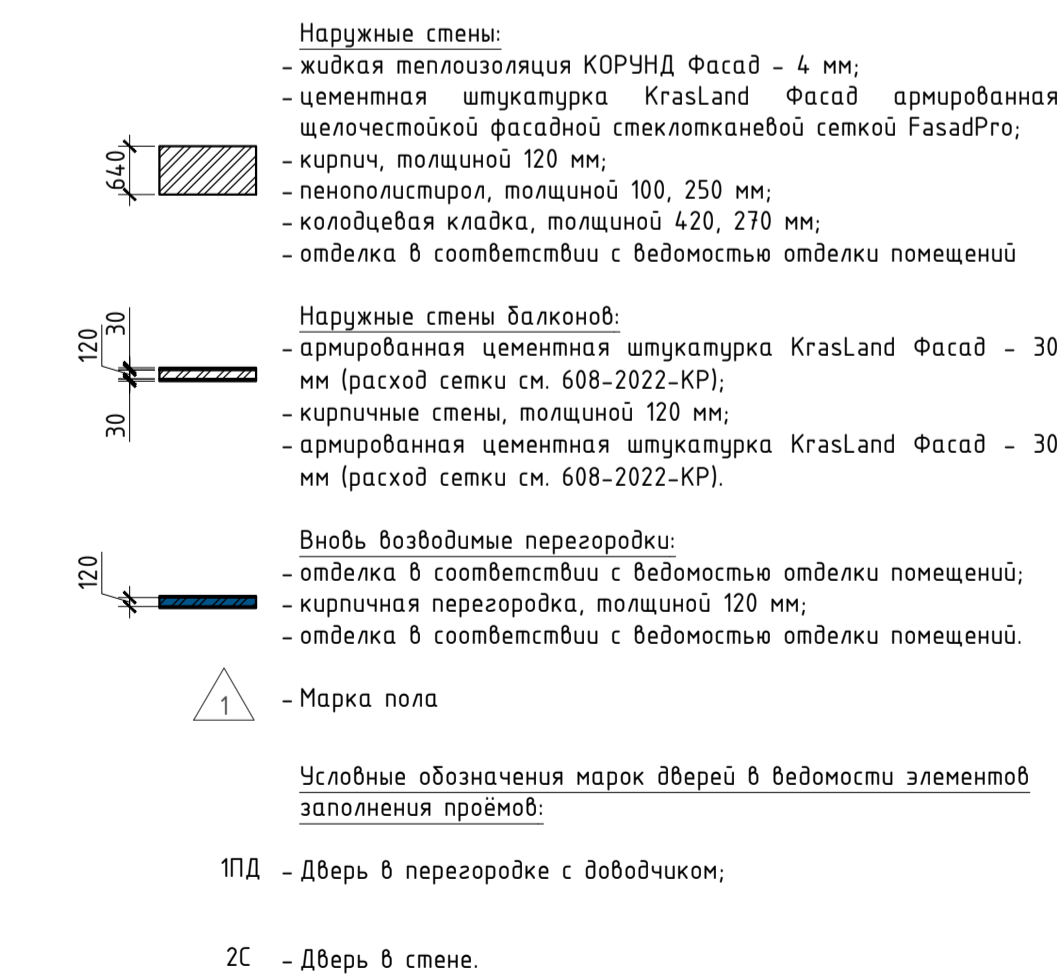 Наружные стены:
- жидкая теплоизоляция КОРУНД Фасад - 4 мм;
- цементная штукатурка KrasLand Фасад армированная
щелочестойкой фасадной стеклотканевой сеткой FasadPro;
640
- кирпич, толщиной 120 мм;
- пенополистирол, толщиной 100, 250 мм;
- колодцевая кладка, толщиной 420, 270 мм;
- отделка в соответствии с ведомостью отделки помещений
Наружные стены балконов:
120
30
30
- армированная цементная штукатурка KrasLand Фасад - 30
мм (расход сетки см. 608-2022-КР);
- кирпичные стены, толщиной 120 мм;
- армированная цементная штукатурка KrasLand Фасад - 30
мм (расход сетки см. 608-2022-КР).
Вновь возводимые перегородки:
120
- отделка в соответствии с ведомостью отделки помещений;
- кирпичная перегородка, толщиной 120 мм;
- отделка в соответствии с ведомостью отделки помещений.
1 - Марка пола
Условные обозначения марок дверей в ведомости элементов
заполнения проёмов:
1ПД - Дверь в перегородке с доводчиком;
2С - Дверь в стене.